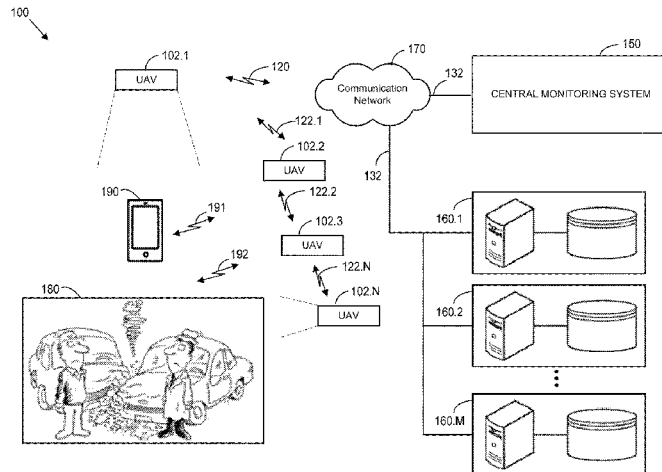 100
102.1
UAV
120
170
Communication
Network
132
150
CENTRAL MONITORING SYSTEM
122.1
102.2
UAV
132
190
191
122.2
102.3
UAV
160.1
192
122.N
102.N
UAV
180
160.2
160.M